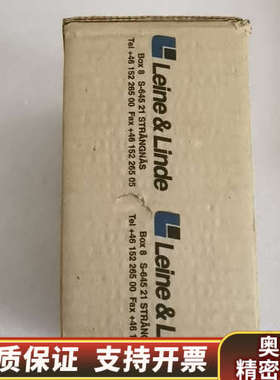 Leine & Linde
Box 8 S-645 21 STRÄNGNÄS
Tel +46 152 265 00 Fax +46 152 265 05
Leine & Linde
Box 8 S-645 21 STRÄN
Tel +46 152 265 00 Fax +46 152
质保证 支持开票
奥
精密